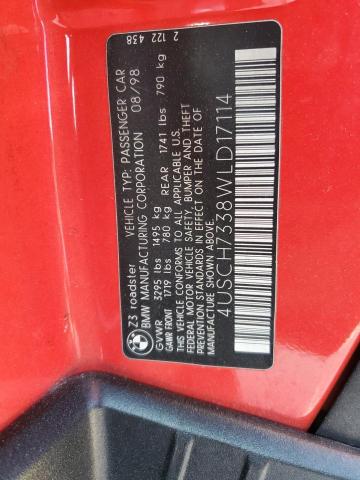 Z3 roadster VEHICLE TYP: PASSENGER CAR 2 122 438
BMW MANUFACTURING CORPORATION 08/98
GVWR 3295 lbs 1495 kg
GAWR FRONT 1719 lbs 780 kg REAR 1741 lbs 790 kg
THIS VEHICLE CONFORMS TO ALL APPLICABLE U.S.
FEDERAL MOTOR VEHICLE SAFETY, BUMPER AND THEFT
PREVENTION STANDARDS IN EFFECT ON THE DATE OF
MANUFACTURE SHOWN ABOVE.
4USCH7338WLD17114